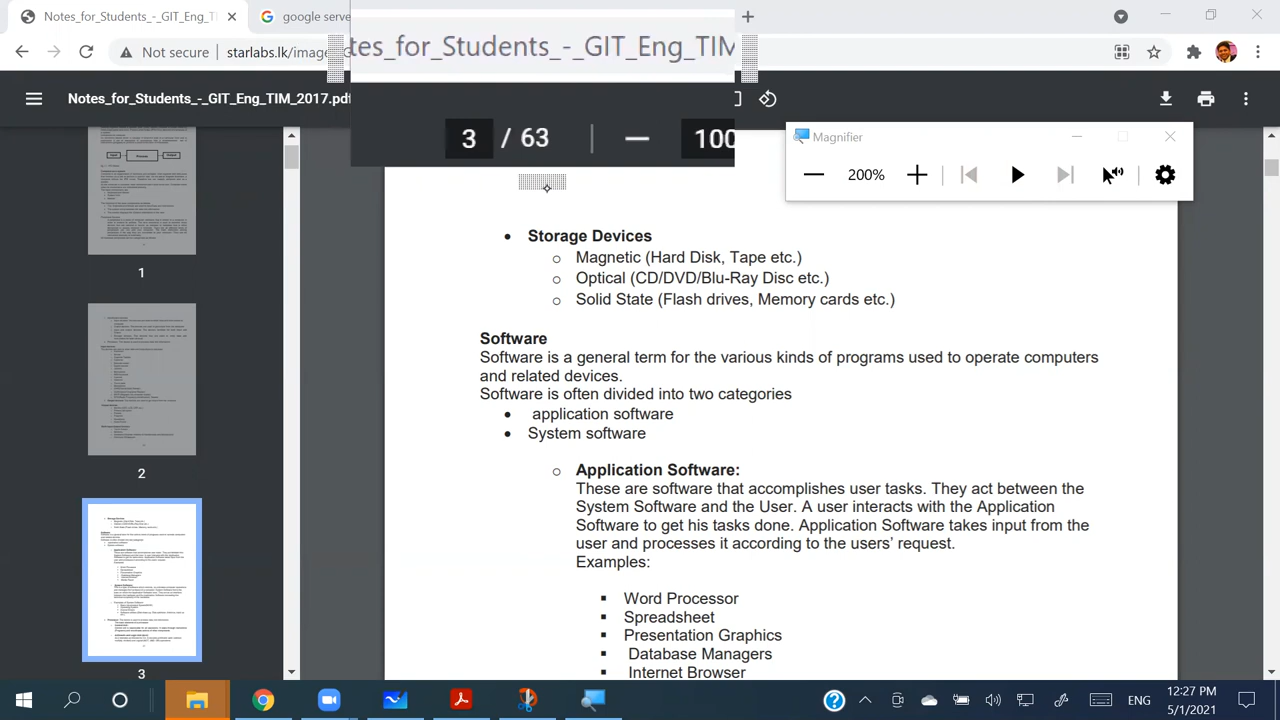 Notes_for_Students_-_GIT_Eng_T
google serve
tes_for_Students_-_GIT_Eng_TIM
Not secure
starlabs.lk/imag
Notes_for_Students_-_GIT_Eng_TIM_2017.pdf
3 / 63
100
Magnifier
200%
1
2
3
• Storage Devices
o Magnetic (Hard Disk, Tape etc.)
o Optical (CD/DVD/Blu-Ray Disc etc.)
o Solid State (Flash drives, Memory cards etc.)
Software
Software is a general term for the various kinds of programs used to operate computers
and related devices.
Software is often divided into two categories
• application software
• System software
o Application Software:
These are software that accomplishes user tasks. They act between the
System Software and the User. A user interacts with the Application
Software to get his tasks done. Application Software takes input from the
user and processes it according to the users' request.
Examples:
▪ Word Processor
Spreadsheet
Presentation Graphics
▪ Database Managers
▪ Internet Browser
ENG
12:27 PM
5/1/2021